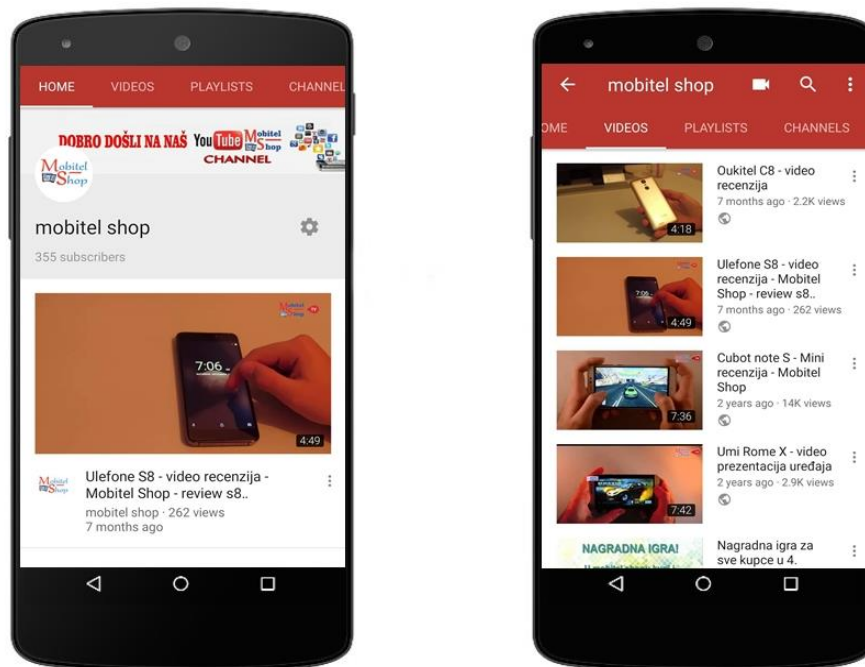 HOME VIDEOS PLAYLISTS CHANNEL
DOBRO DOŠLI NA NAŠ You Tube Mobitel Shop
CHANNEL
Mobitel
Shop
mobitel shop
355 subscribers
7:06
4:49
Ulefone S8 - video recenzija -
Mobitel Shop - review s8..
mobitel shop · 262 views
7 months ago
mobitel shop
OME VIDEOS PLAYLISTS CHANNELS
4:18
Oukitel C8 - video
recenzija
7 months ago · 2.2K views
7:06
4:49
Ulefone S8 - video
recenzija - Mobitel
Shop - review s8..
7 months ago · 262 views
7:36
Cubot note S - Mini
recenzija - Mobitel
Shop
2 years ago · 14K views
7:42
Umi Rome X - video
prezentacija uređaja
2 years ago · 2.9K views
NAGRADNA IGRA!
Nagradna igra za
sve kupce u 4.